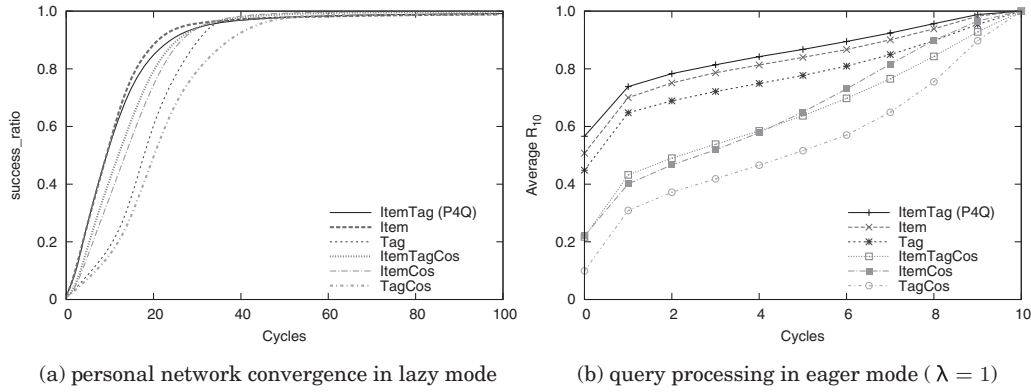 success_ratio
1.0
0.8
0.6
0.4
0.2
0
0 20 40 60 80 100
Cycles
ItemTag (P4Q)
Item
Tag
ItemTagCos
ItemCos
TagCos
(a) personal network convergence in lazy mode
Average R10
1.0
0.8
0.6
0.4
0.2
0
0 2 4 6 8 10
Cycles
ItemTag (P4Q)
Item
Tag
ItemTagCos
ItemCos
TagCos
(b) query processing in eager mode ( λ = 1)